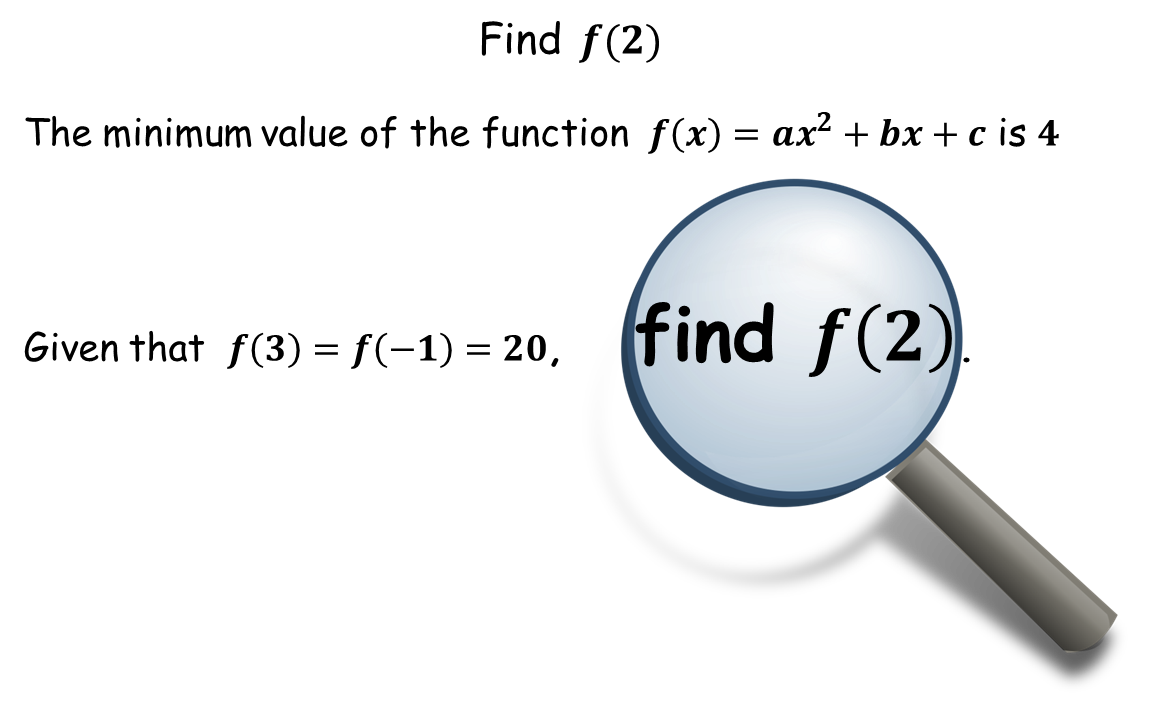 Find f(2)
The minimum value of the function f(x) = ax² + bx + c is 4
Given that f(3) = f(−1) = 20, find f(2).